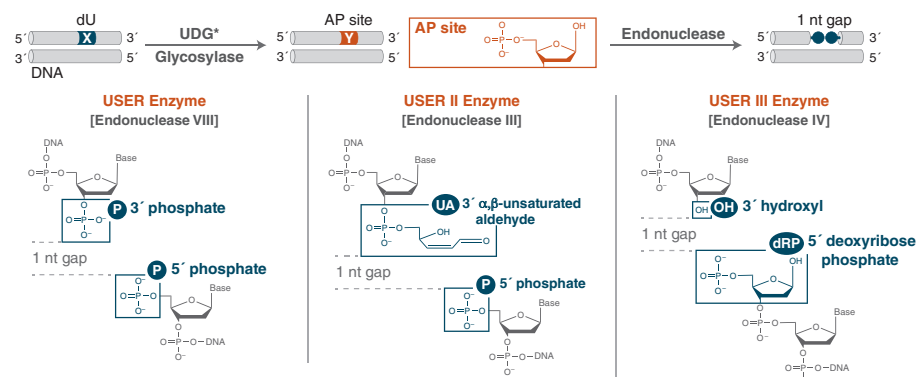 dU
UDG*
AP site
AP site
Endonuclease
1 nt gap
5´ X 3´
Glycosylase
5´ Y 3´
5´ 3´
3´ 5´
3´ 5´
3´ 5´
DNA
O
O=P–O⁻
O⁻
O
OH
USER Enzyme
[Endonuclease VIII]
DNA
O
O=P–O
O⁻
O
Base
O
P 3´ phosphate
O=P–O⁻
O⁻
1 nt gap
P 5´ phosphate
O⁻
O=P–O
O⁻
O
Base
O
O=P–O–DNA
O⁻
USER II Enzyme
[Endonuclease III]
DNA
O
O=P–O
O⁻
O
Base
O
UA 3´ α,β-unsaturated
aldehyde
O=P–O
O⁻
OH
O
1 nt gap
P 5´ phosphate
O⁻
O=P–O
O⁻
O
Base
O
O=P–O–DNA
O⁻
USER III Enzyme
[Endonuclease IV]
DNA
O
O=P–O
O⁻
O
Base
OH OH 3´ hydroxyl
1 nt gap
dRP 5´ deoxyribose
phosphate
O⁻
O=P–O
O⁻
O
OH
O
O=P–O
O⁻
O
Base
O
O=P–O–DNA